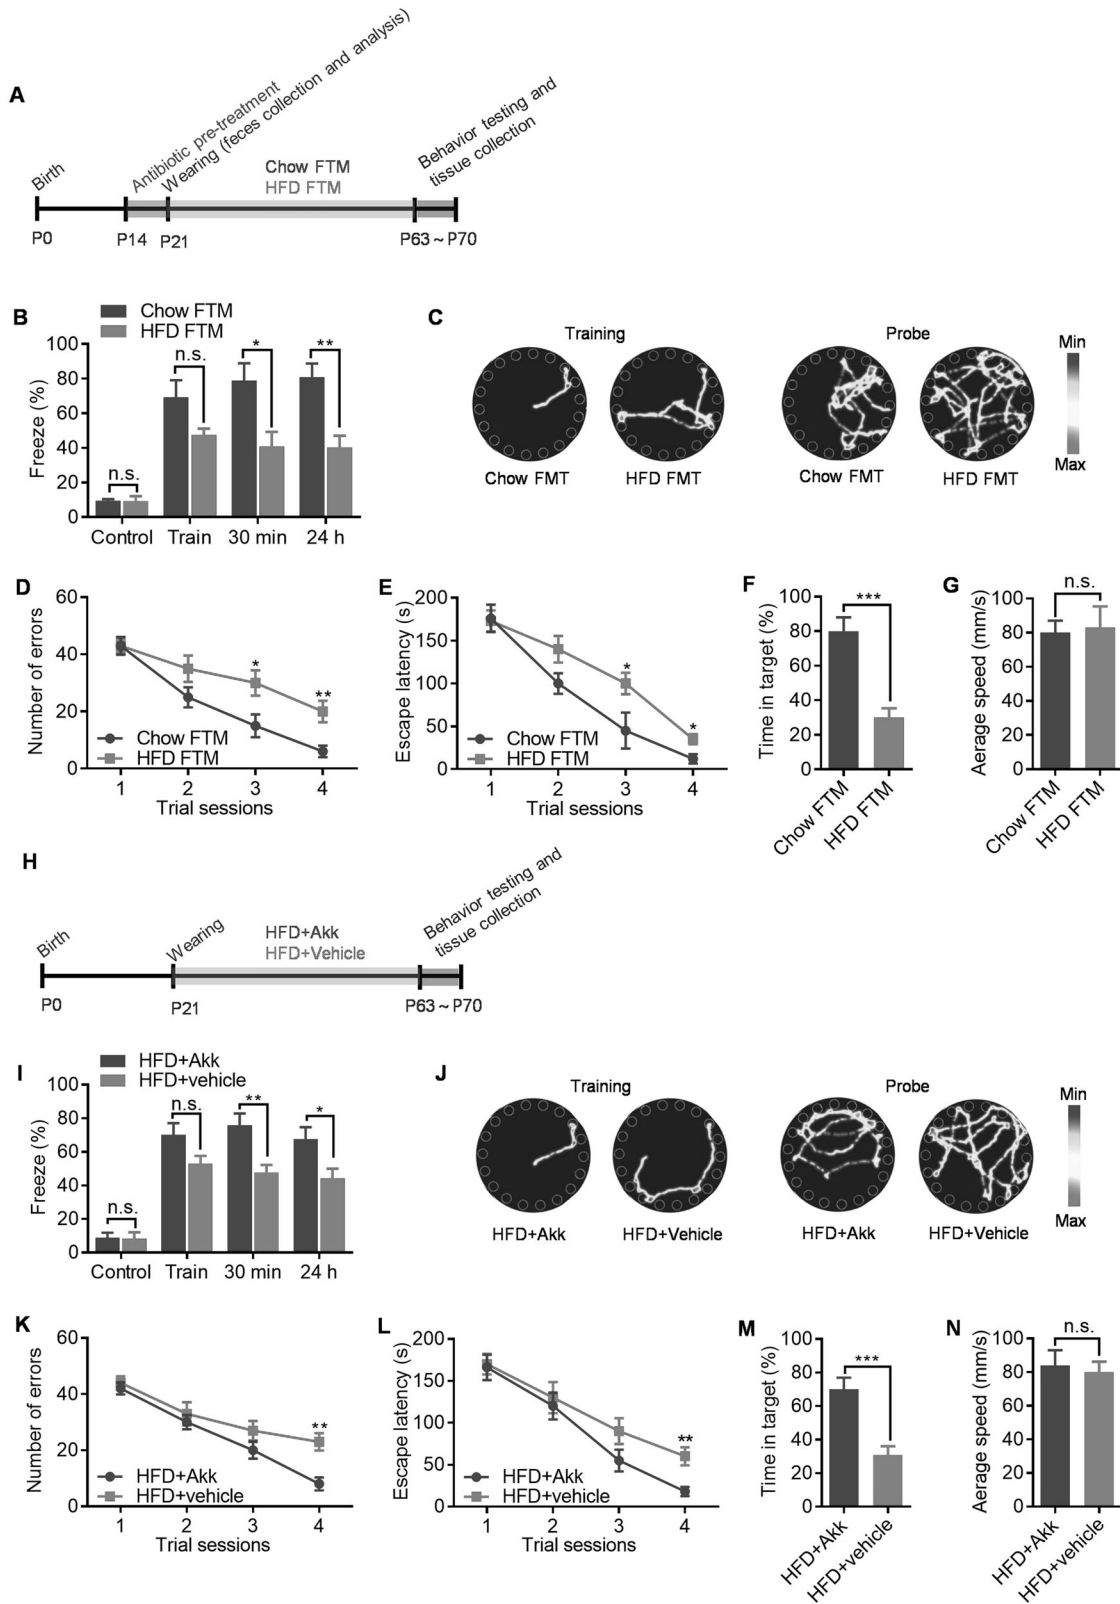 A
Birth
Antibiotic pre-treatment
Wearing (feces collection and analysis)
Chow FTM
HFD FTM
Behavior testing and
tissue collection
P0
P14
P21
P63 ~ P70
B
Chow FTM
HFD FTM
Freeze (%)
100
80
60
40
20
0
n.s.
n.s.
*
**
Control
Train
30 min
24 h
C
Training
Probe
Chow FMT
HFD FMT
Chow FMT
HFD FMT
Min
Max
D
Number of errors
60
40
20
0
*
**
Chow FTM
HFD FTM
1
2
3
4
Trial sessions
E
Escape latency (s)
200
150
100
50
0
*
*
Chow FTM
HFD FTM
1
2
3
4
Trial sessions
F
Time in target (%)
100
80
60
40
20
0
***
Chow FTM
HFD FTM
G
Aerage speed (mm/s)
100
80
60
40
20
0
n.s.
Chow FTM
HFD FTM
H
Birth
Wearing
HFD+Akk
HFD+Vehicle
Behavior testing and
tissue collection
P0
P21
P63 ~ P70
I
HFD+Akk
HFD+vehicle
Freeze (%)
100
80
60
40
20
0
n.s.
n.s.
**
*
Control
Train
30 min
24 h
J
Training
Probe
HFD+Akk
HFD+Vehicle
HFD+Akk
HFD+Vehicle
Min
Max
K
Number of errors
60
40
20
0
**
HFD+Akk
HFD+vehicle
1
2
3
4
Trial sessions
L
Escape latency (s)
200
150
100
50
0
**
HFD+Akk
HFD+vehicle
1
2
3
4
Trial sessions
M
Time in target (%)
100
80
60
40
20
0
***
HFD+Akk
HFD+vehicle
N
Aerage speed (mm/s)
100
80
60
40
20
0
n.s.
HFD+Akk
HFD+vehicle